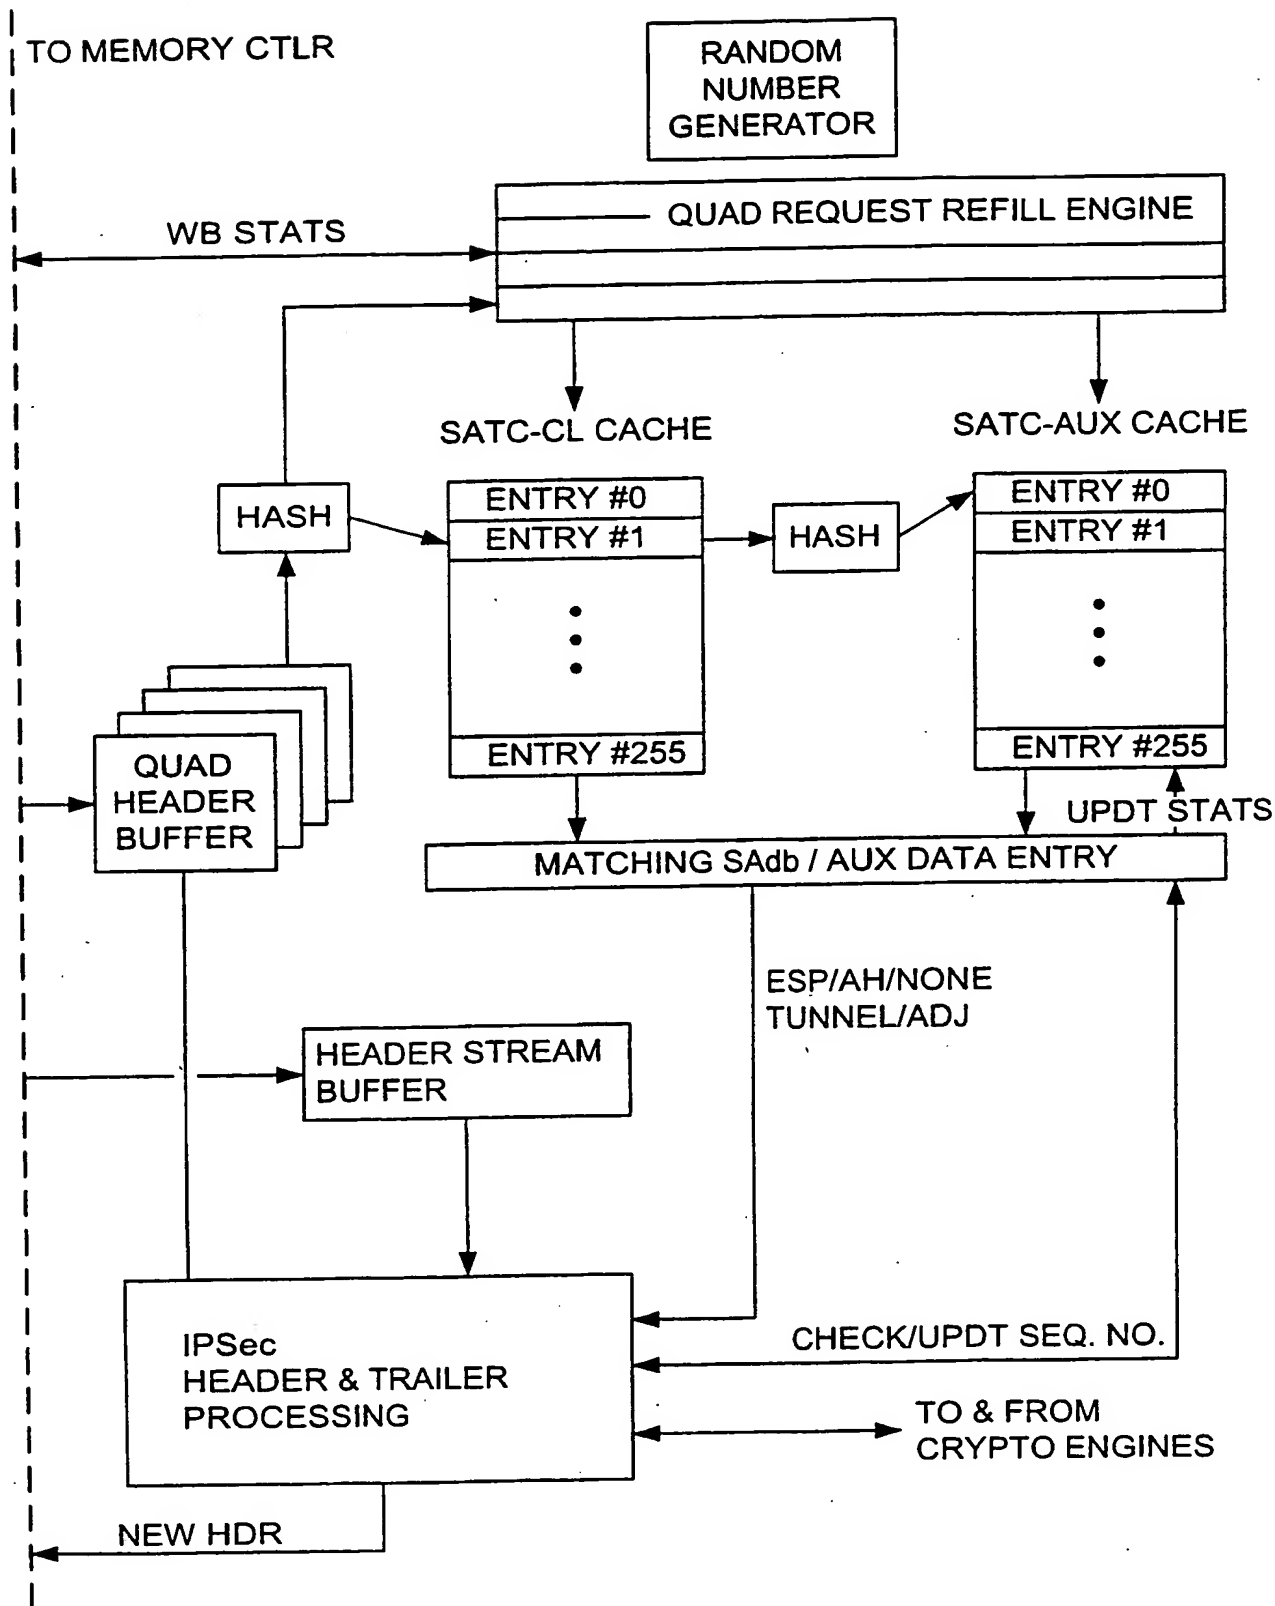 TO MEMORY CTLR
RANDOM
NUMBER
GENERATOR
QUAD REQUEST REFILL ENGINE
WB STATS
SATC-CL CACHE
SATC-AUX CACHE
HASH
ENTRY #0
ENTRY #1
ENTRY #255
HASH
ENTRY #0
ENTRY #1
ENTRY #255
QUAD
HEADER
BUFFER
UPDT STATS
MATCHING SAdb / AUX DATA ENTRY
ESP/AH/NONE
TUNNEL/ADJ
HEADER STREAM
BUFFER
IPSec
HEADER & TRAILER
PROCESSING
CHECK/UPDT SEQ. NO.
TO & FROM
CRYPTO ENGINES
NEW HDR